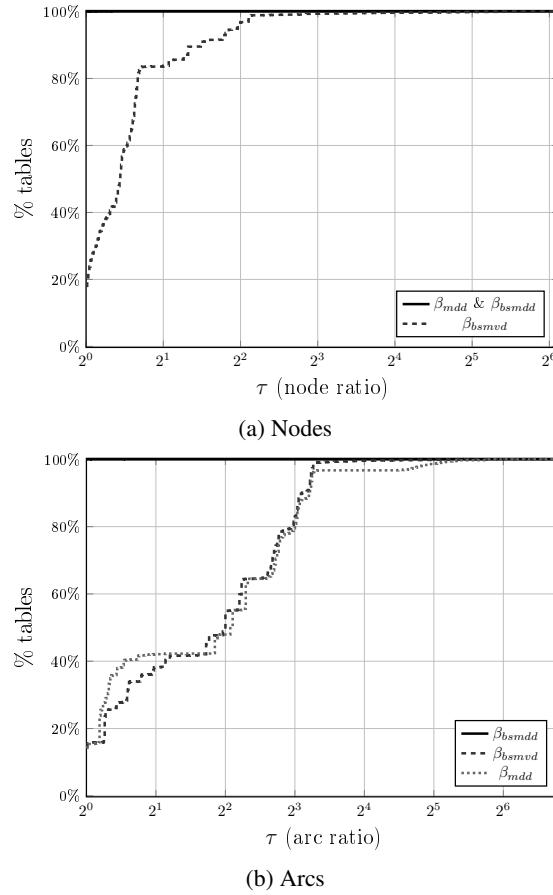 100%
80%
60%
40%
20%
0%
% tables
β_mdd & β_bsmdd
β_bsmvd
2^0 2^1 2^2 2^3 2^4 2^5 2^6
τ (node ratio)
(a) Nodes
100%
80%
60%
40%
20%
0%
% tables
β_bsmdd
β_bsmvd
β_mdd
2^0 2^1 2^2 2^3 2^4 2^5 2^6
τ (arc ratio)
(b) Arcs